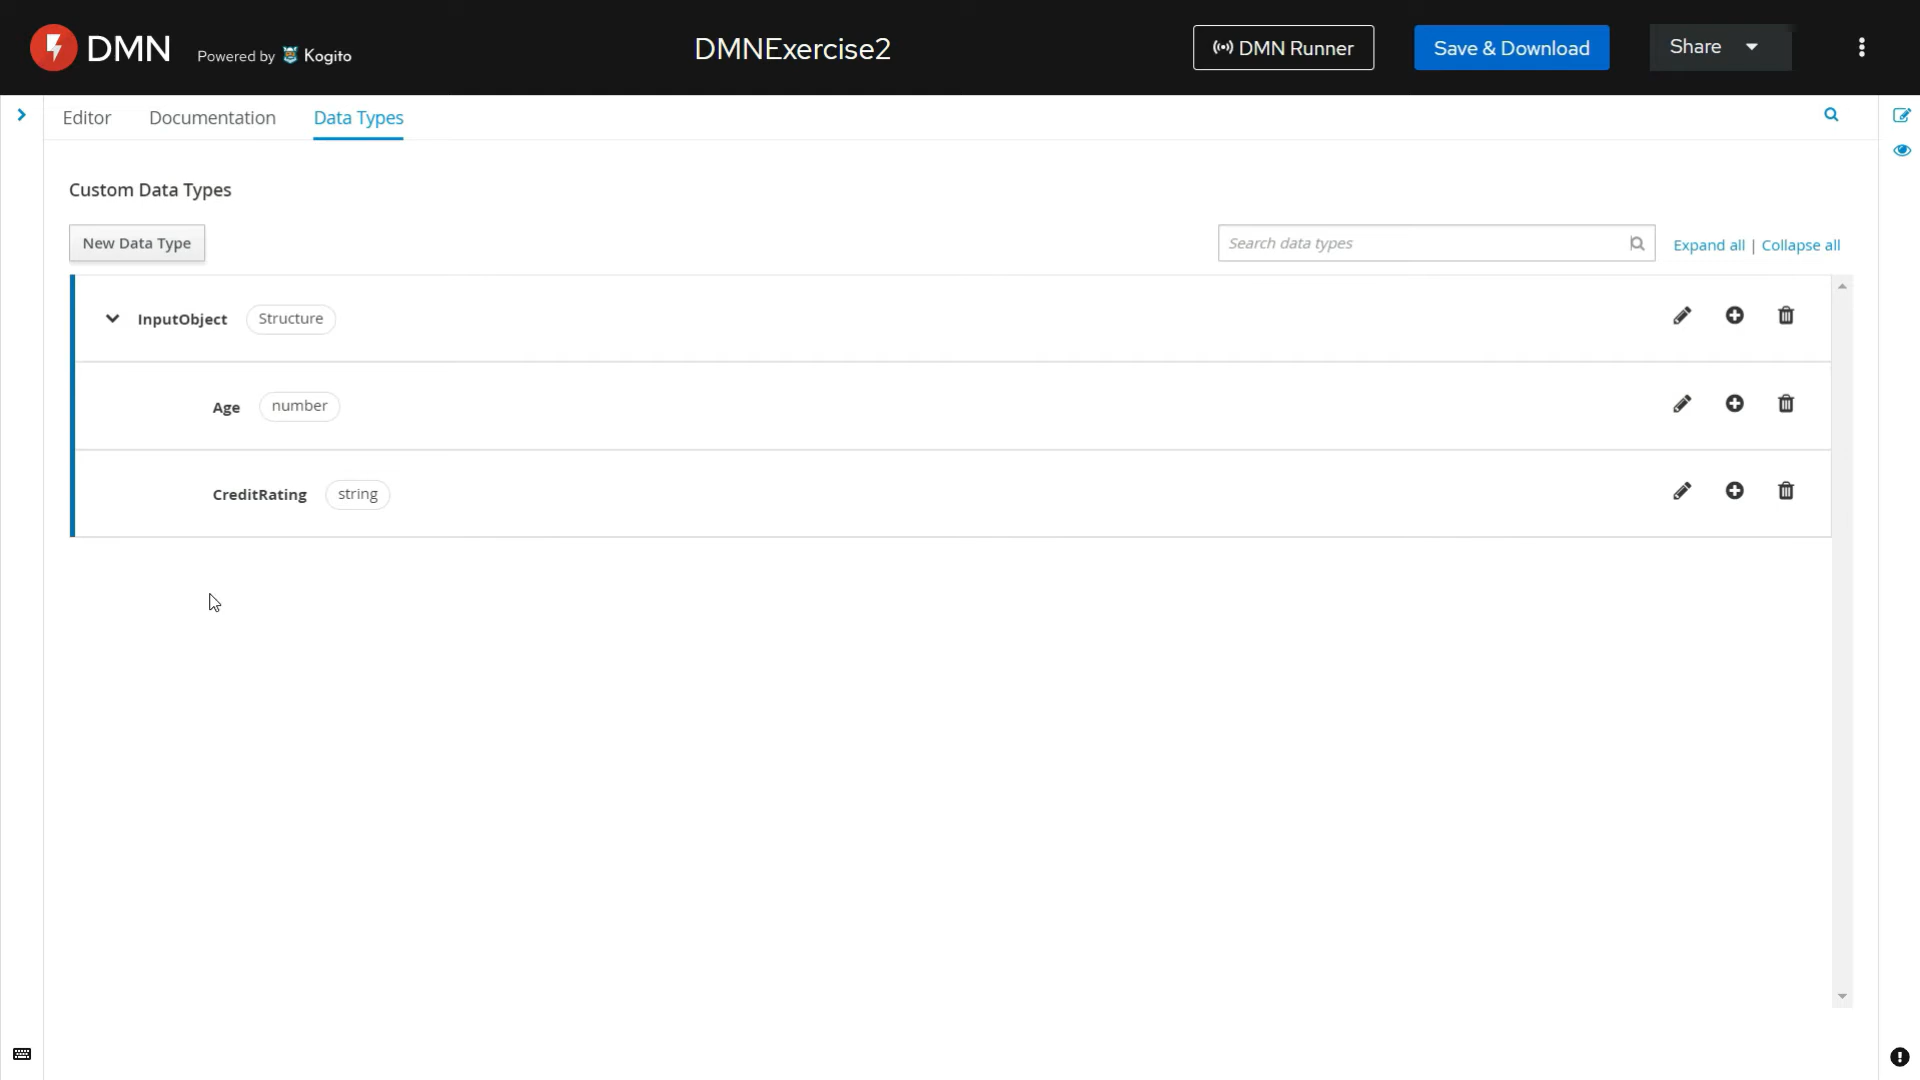 DMN Powered by Kogito DMNExercise2 DMN Runner Save & Download Share
Editor Documentation Data Types
Custom Data Types
New Data Type Search data types Expand all | Collapse all
InputObject Structure
Age number
CreditRating string